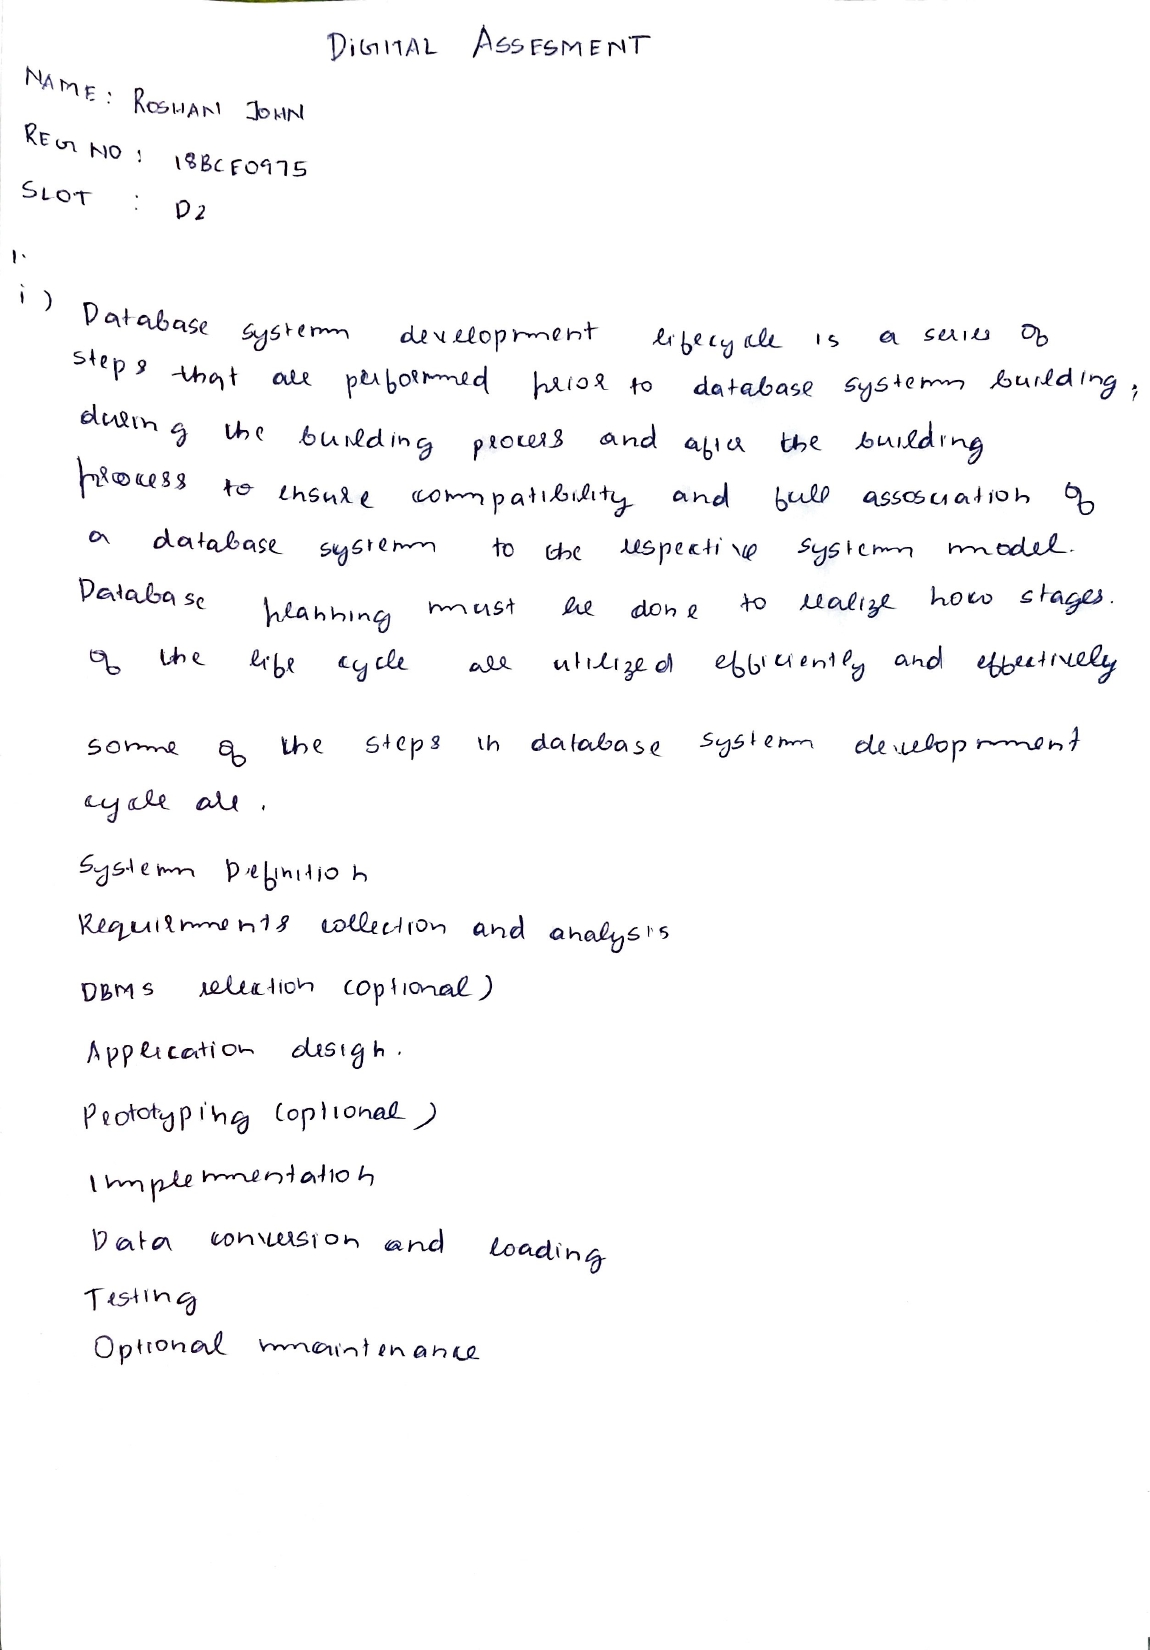 DIGITAL ASSESMENT
NAME: ROSHAN JOHN
REG NO: 18BCE0975
SLOT : D2
1.
i) Database system development lifecycle is a series of
steps that are performed prior to database system building,
during the building process and after the building
process to ensure compatibility and full assosciation of
a database system to the respective system model.
Database planning must be done to realize how stages.
of the life cycle are utilized efficiently and effectively
some of the steps in database system development
cycle are.
System Definition
Requirments collection and analysis
DBMS selection (optional)
Application design.
Prototyping (optional)
Implementation
Data conversion and loading
Testing
Optional maintenance